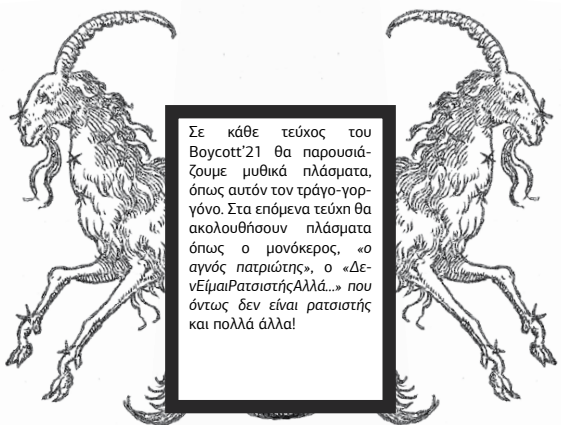 Σε κάθε τεύχος του
Boycott’21 θα παρουσιά-
ζουμε μυθικά πλάσματα,
όπως αυτόν τον τράγο-γορ-
γόνο. Στα επόμενα τεύχη θα
ακολουθήσουν πλάσματα
όπως ο μονόκερος, «ο
αγνός πατριώτης», ο «Δε-
νΕίμαιΡατσιστήςΑλλά...» που
όντως δεν είναι ρατσιστής
και πολλά άλλα!